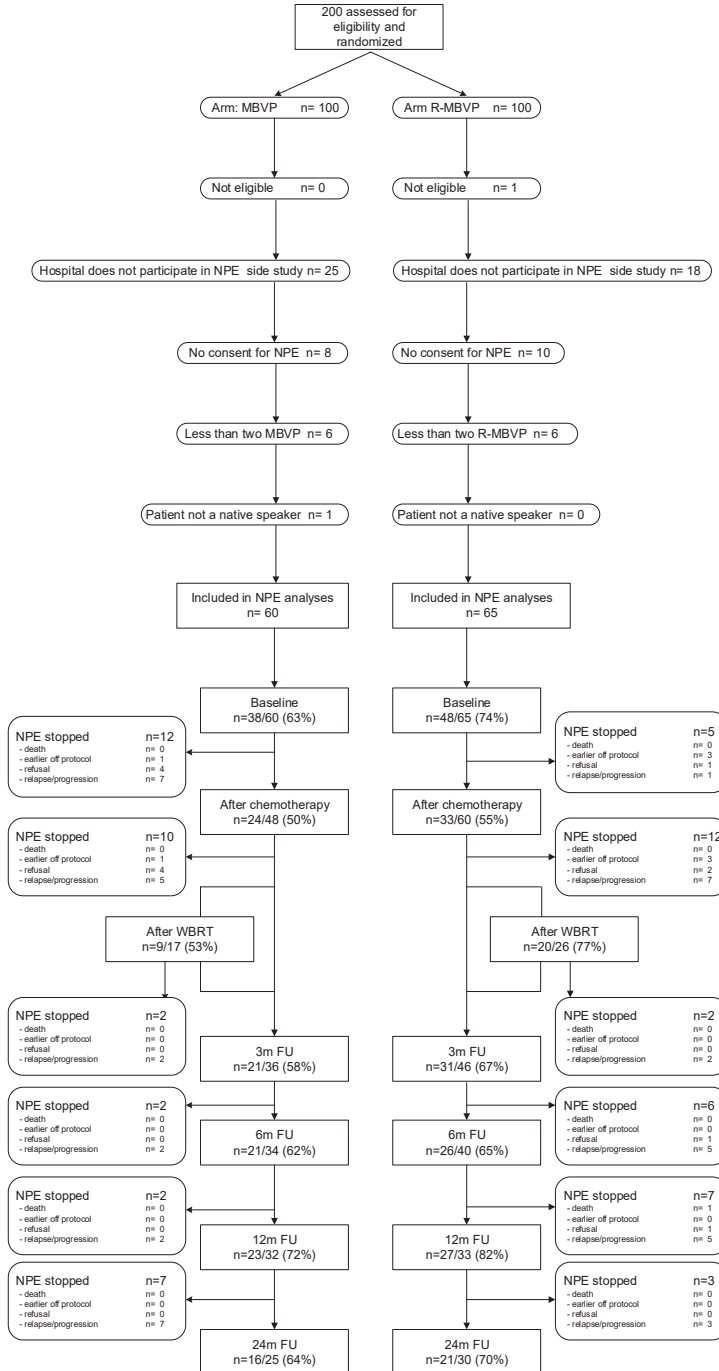 200 assessed for
eligibility and
randomized
Arm: MBVP n= 100
Arm R-MBVP n= 100
Not eligible n= 0
Not eligible n= 1
Hospital does not participate in NPE side study n= 25
Hospital does not participate in NPE side study n= 18
No consent for NPE n= 8
No consent for NPE n= 10
Less than two MBVP n= 6
Less than two R-MBVP n= 6
Patient not a native speaker n= 1
Patient not a native speaker n= 0
Included in NPE analyses
n= 60
Included in NPE analyses
n= 65
Baseline
n=38/60 (63%)
Baseline
n=48/65 (74%)
NPE stopped n=12
- death n= 0
- earlier off protocol n= 1
- refusal n= 4
- relapse/progression n= 7
NPE stopped n=5
- death n= 0
- earlier off protocol n= 3
- refusal n= 1
- relapse/progression n= 1
After chemotherapy
n=24/48 (50%)
After chemotherapy
n=33/60 (55%)
NPE stopped n=10
- death n= 0
- earlier off protocol n= 1
- refusal n= 4
- relapse/progression n= 5
NPE stopped n=12
- death n= 0
- earlier off protocol n= 3
- refusal n= 2
- relapse/progression n= 7
After WBRT
n=9/17 (53%)
After WBRT
n=20/26 (77%)
NPE stopped n=2
- death n= 0
- earlier off protocol n= 0
- refusal n= 0
- relapse/progression n= 2
NPE stopped n=2
- death n= 0
- earlier off protocol n= 0
- refusal n= 0
- relapse/progression n= 2
3m FU
n=21/36 (58%)
3m FU
n=31/46 (67%)
NPE stopped n=2
- death n= 0
- earlier off protocol n= 0
- refusal n= 0
- relapse/progression n= 2
NPE stopped n=6
- death n= 0
- earlier off protocol n= 0
- refusal n= 1
- relapse/progression n= 5
6m FU
n=21/34 (62%)
6m FU
n=26/40 (65%)
NPE stopped n=2
- death n= 0
- earlier off protocol n= 0
- refusal n= 0
- relapse/progression n= 2
NPE stopped n=7
- death n= 1
- earlier off protocol n= 0
- refusal n= 1
- relapse/progression n= 5
12m FU
n=23/32 (72%)
12m FU
n=27/33 (82%)
NPE stopped n=7
- death n= 0
- earlier off protocol n= 0
- refusal n= 0
- relapse/progression n= 7
NPE stopped n=3
- death n= 0
- earlier off protocol n= 0
- refusal n= 0
- relapse/progression n= 3
24m FU
n=16/25 (64%)
24m FU
n=21/30 (70%)